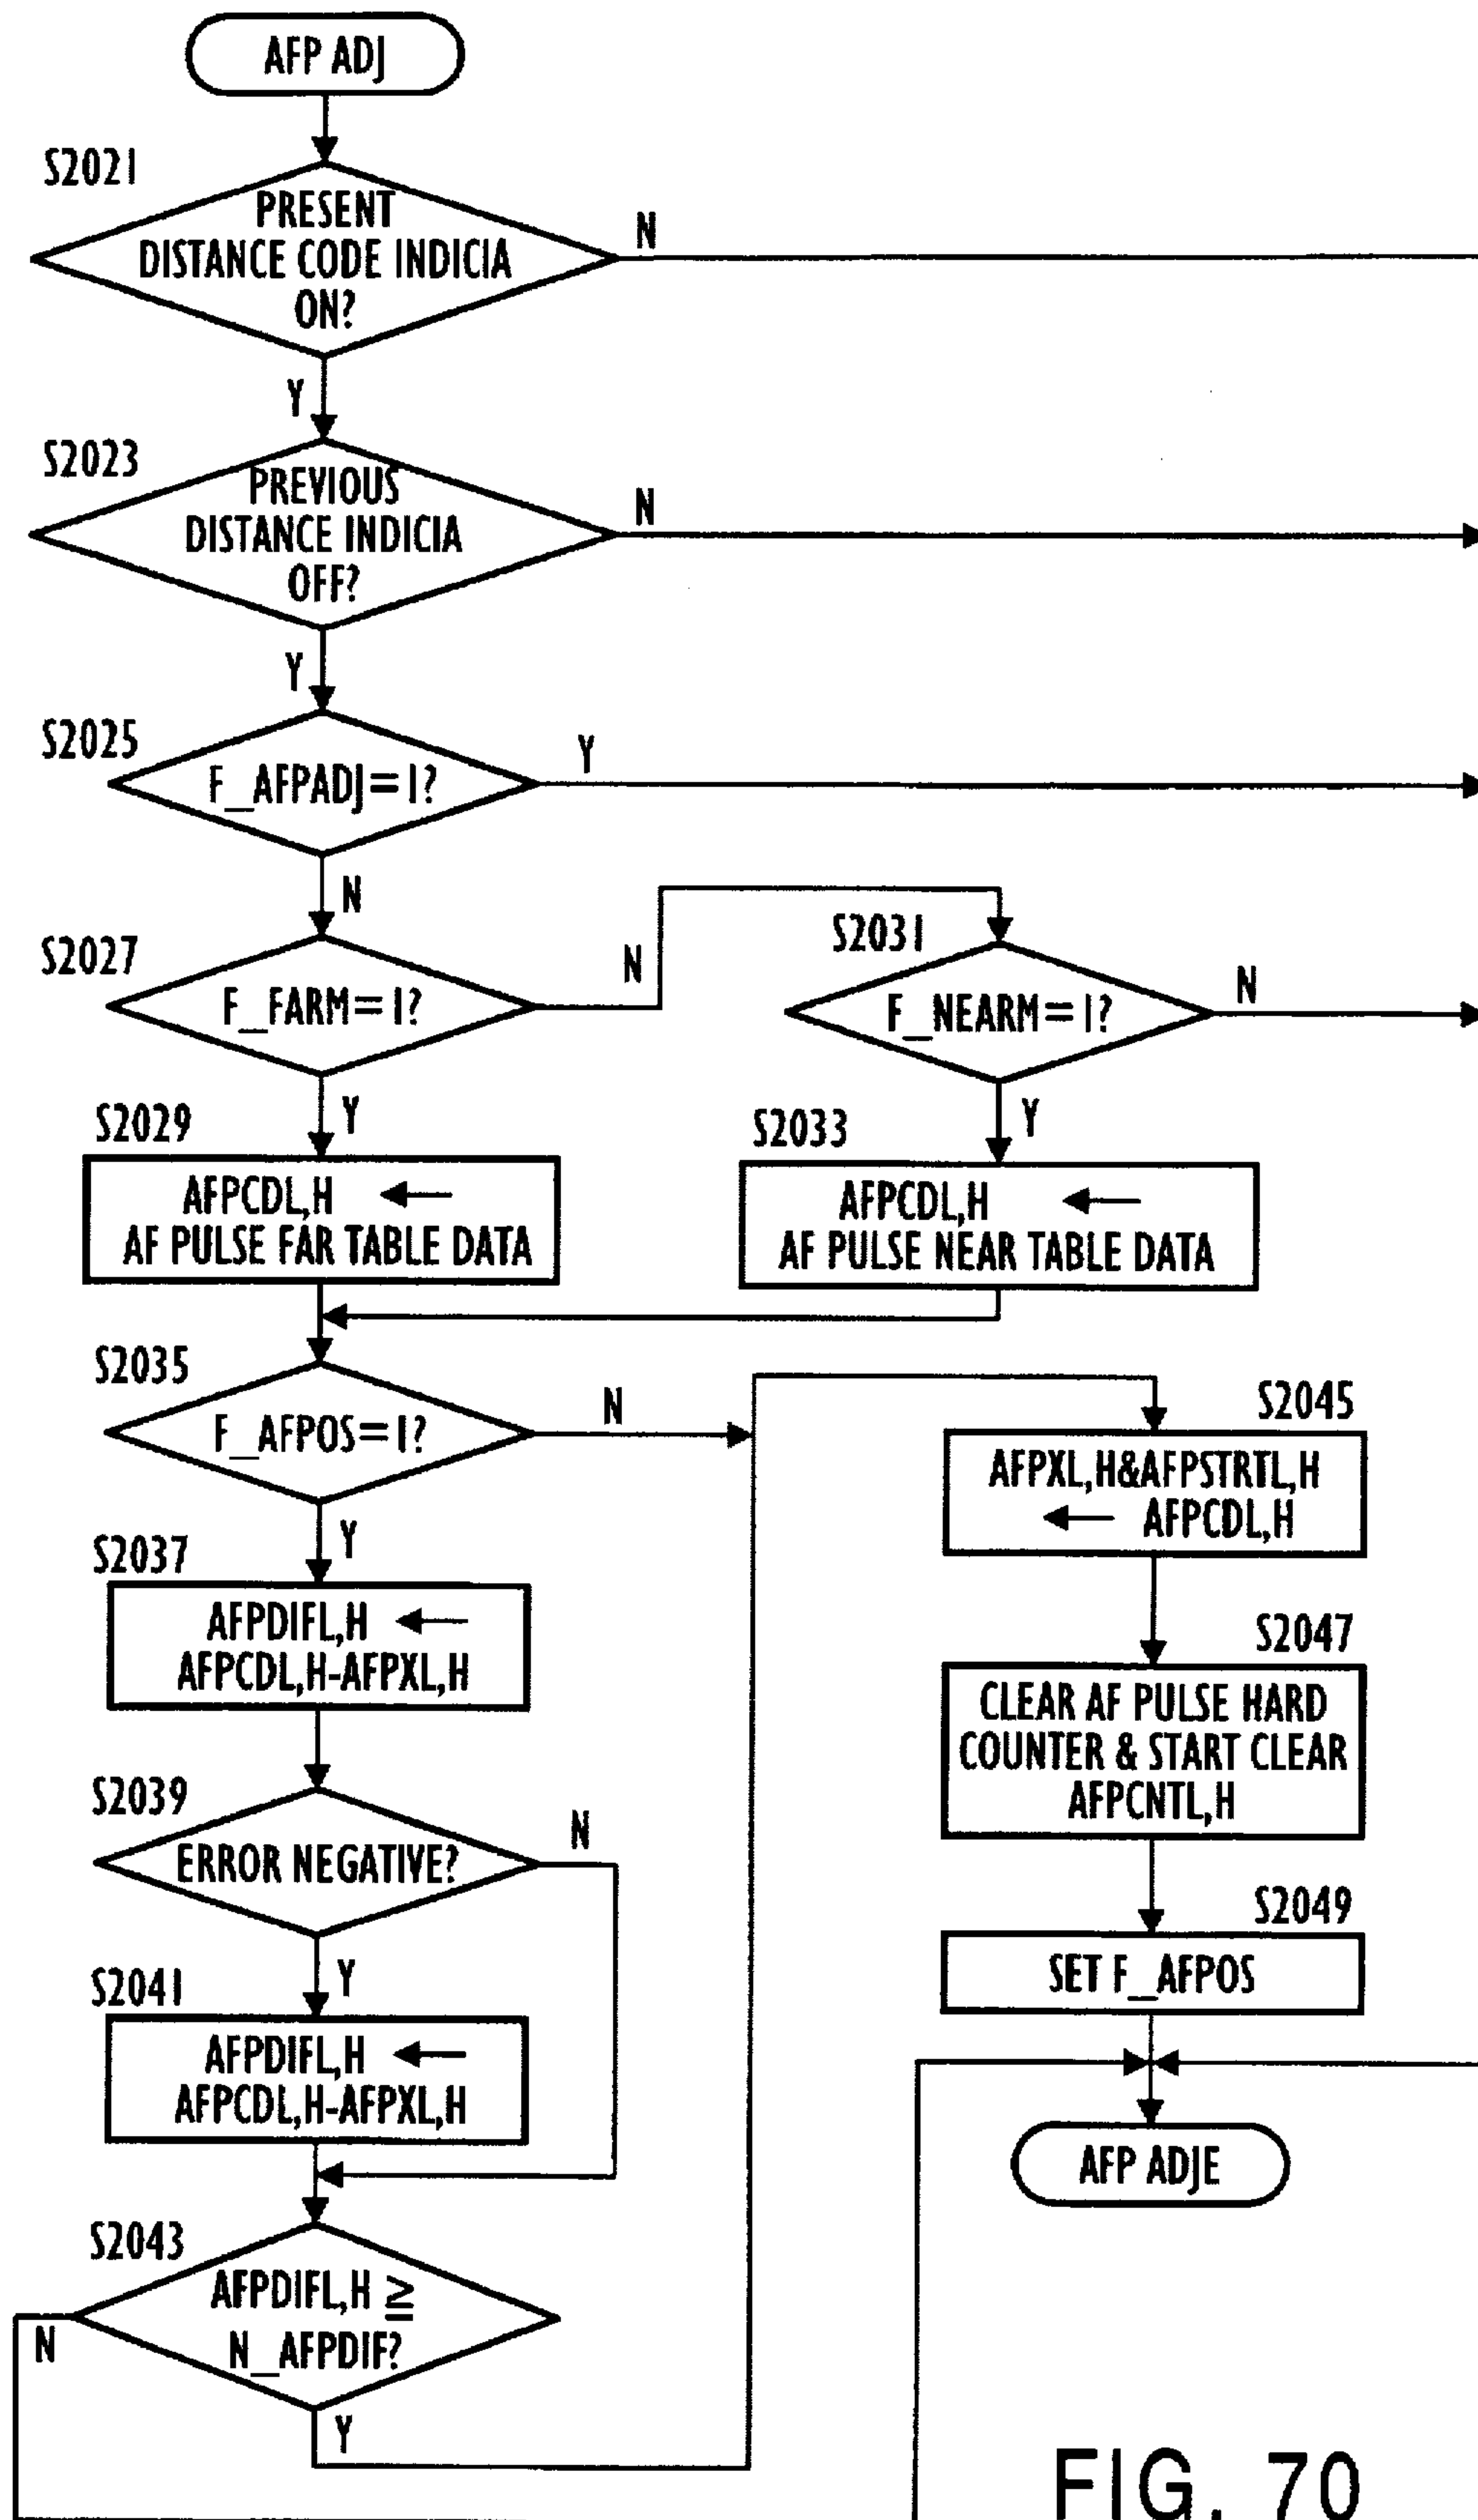 AFP ADJ
S2021
PRESENT
DISTANCE CODE INDICIA
ON?
N
Y
S2023
PREVIOUS
DISTANCE INDICIA
OFF?
N
Y
S2025
F_AFPADJ=1?
Y
N
S2027
F_FARM=1?
N
Y
S2031
F_NEARM=1?
N
Y
S2029
AFPCDL,H ←
AF PULSE FAR TABLE DATA
S2033
AFPCDL,H ←
AF PULSE NEAR TABLE DATA
S2035
F_AFPOS=1?
N
Y
S2037
AFPDIFL,H ←
AFPCDL,H-AFPXL,H
S2039
ERROR NEGATIVE?
N
Y
S2041
AFPDIFL,H ←
AFPCDL,H-AFPXL,H
S2043
AFPDIFL,H ≧
N_AFPDIF?
N
Y
S2045
AFPXL,H&AFPSTRTL,H
← AFPCDL,H
S2047
CLEAR AF PULSE HARD
COUNTER & START CLEAR
AFPCNTL,H
S2049
SET F_AFPOS
AFP ADJE
FIG. 70